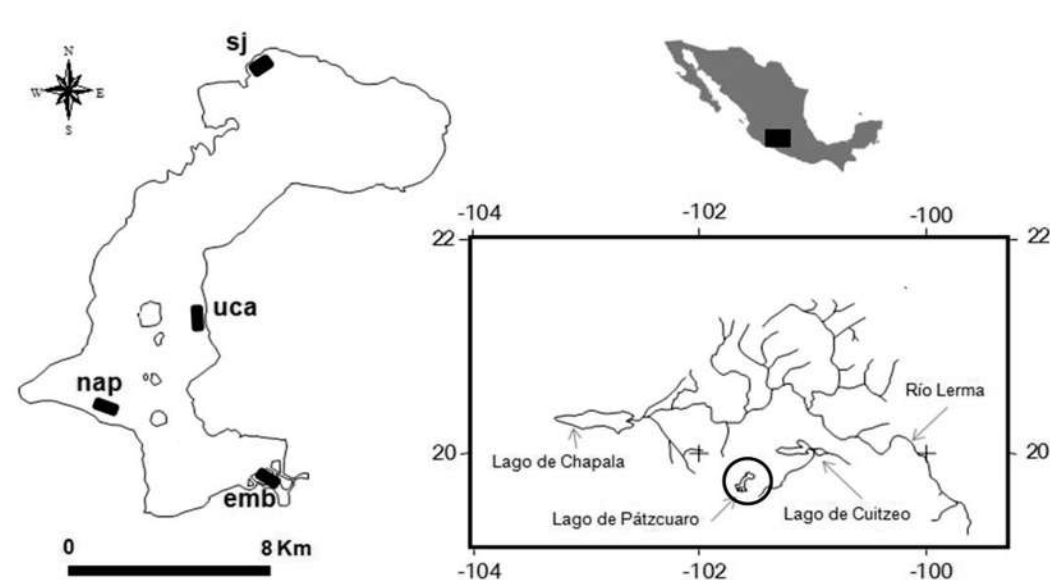 sj
N
W E
S
uca
nap
emb
0 8 Km
-104 -102 -100
22 22
Río Lerma
20 20
Lago de Chapala
Lago de Pátzcuaro
Lago de Cuitzeo
-104 -102 -100